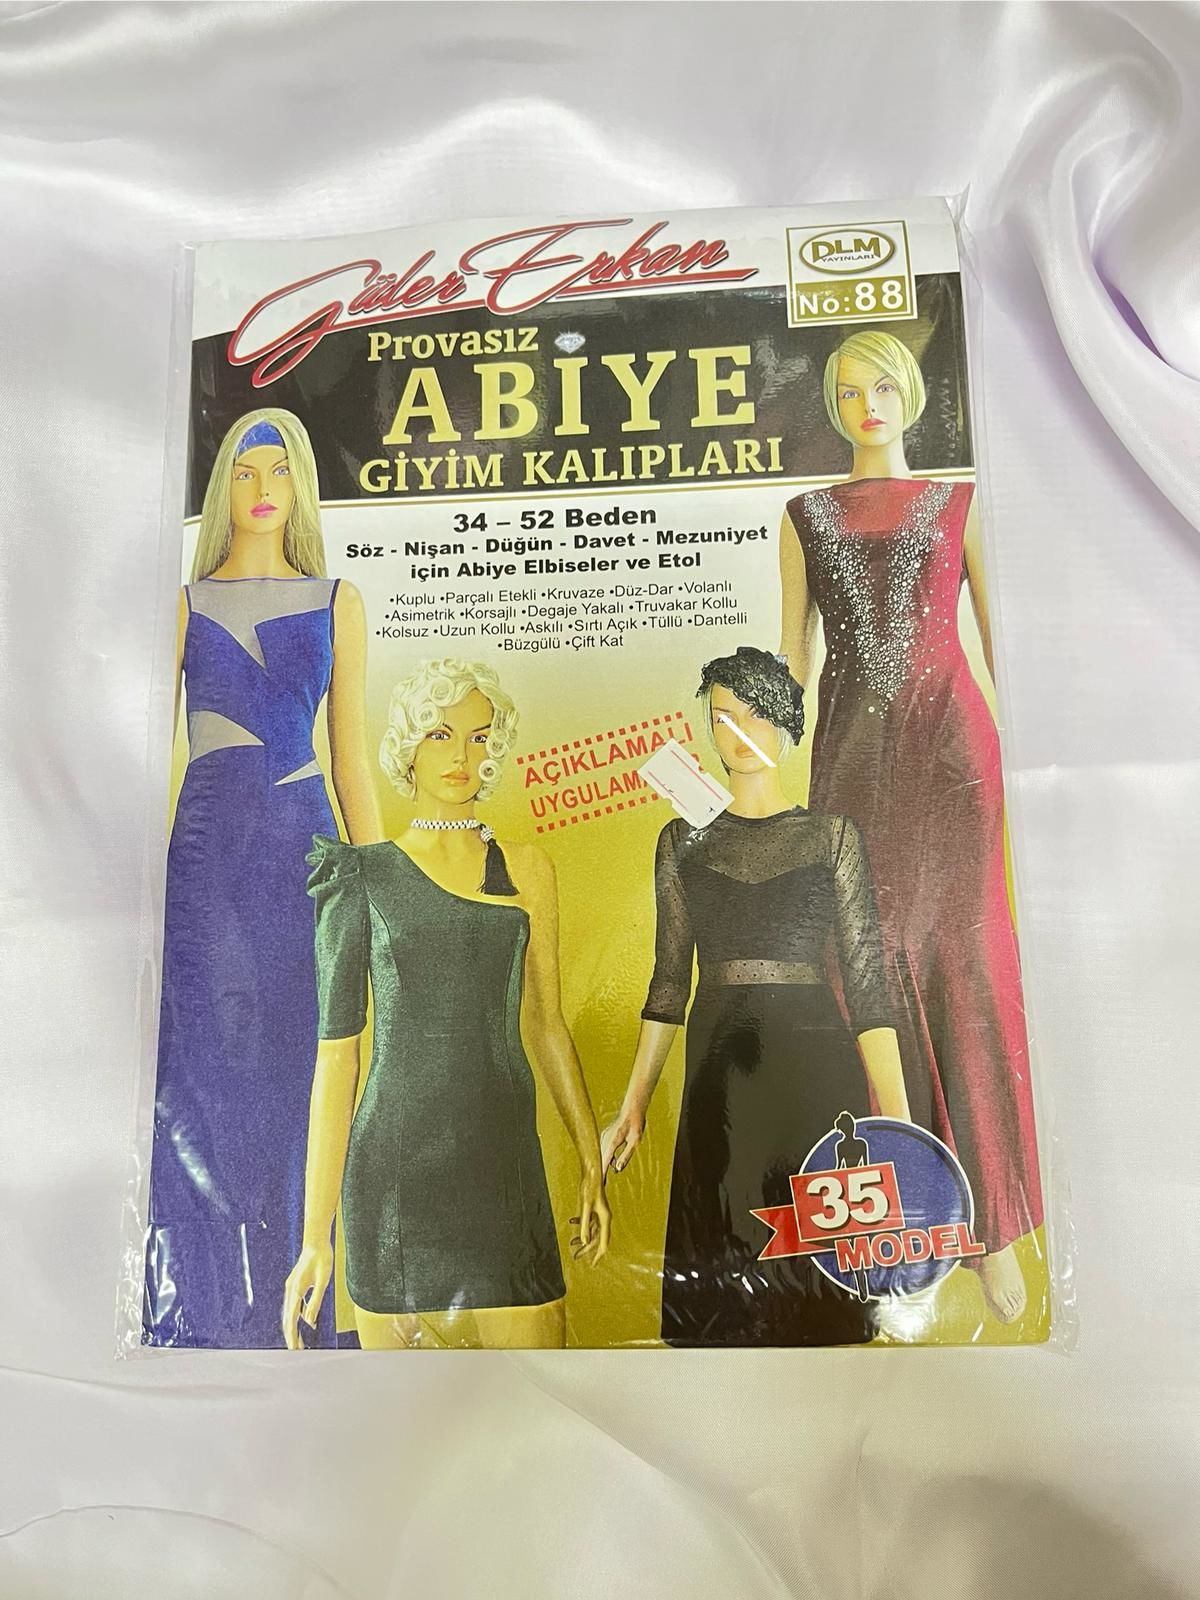 Güler Erkan
DLM
YAYINLARI
No:88
Provasız
ABİYE
GİYİM KALIPLARI
34 – 52 Beden
Söz - Nişan - Düğün - Davet - Mezuniyet
için Abiye Elbiseler ve Etol
•Kuplu •Parçalı Etekli •Kruvaze •Düz-Dar •Volanlı
•Asimetrik •Korsajlı •Degaje Yakalı •Truvakar Kollu
•Kolsuz •Uzun Kollu •Askılı •Sırtı Açık •Tüllü •Dantelli
•Büzgülü •Çift Kat
AÇIKLAMALI
35
MODEL